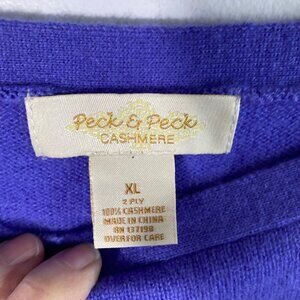 Peck & Peck
CASHMERE
XL
2 PLY
100% CASHMERE
MADE IN CHINA
RN 137198
OVER FOR CARE